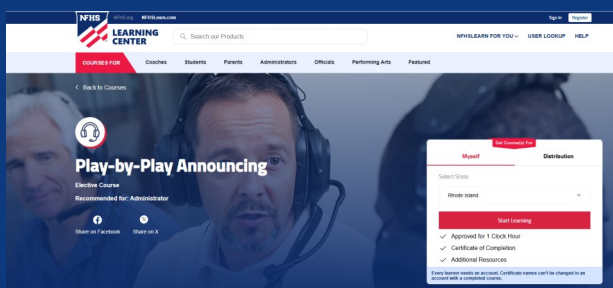 NFHS
NFHS.org
NFHSLearn.com
Sign In
Register
LEARNING
CENTER
Search our Products
NFHSLEARN FOR YOU
USER LOOKUP
HELP
COURSES FOR
Coaches
Students
Parents
Administrators
Officials
Performing Arts
Featured
< Back to Courses
Play-by-Play Announcing
Elective Course
Recommended for: Administrator
Share on Facebook
Share on X
Get Course(s) For
Myself
Distribution
Select State
Rhode Island
Start Learning
Approved for 1 Clock Hour
Certificate of Completion
Additional Resources
Every learner needs an account. Certificate names can't be changed in an
account with a completed course.